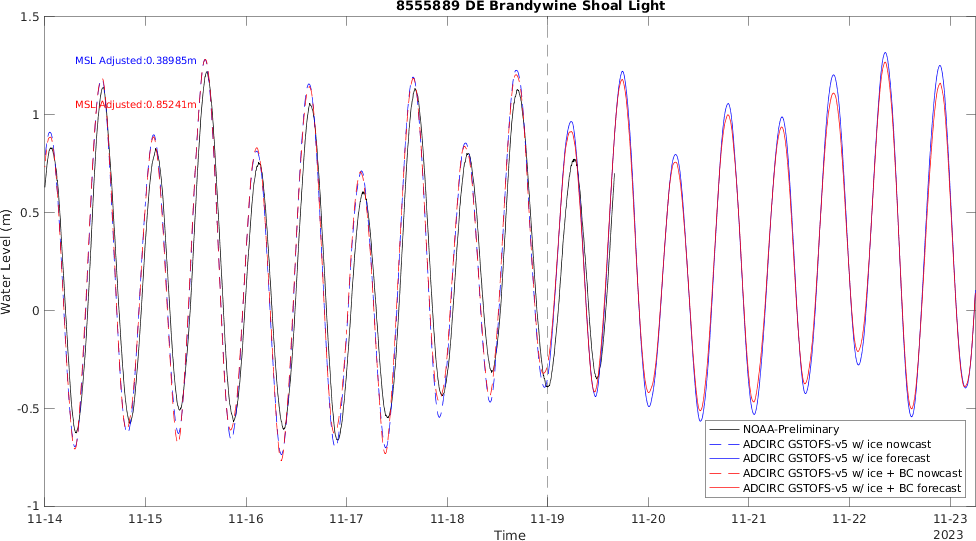 8555889 DE Brandywine Shoal Light
1.5
1
0.5
0
-0.5
-1
Water Level (m)
MSL Adjusted:0.38985m
MSL Adjusted:0.85241m
NOAA-Preliminary
ADCIRC GSTOFS-v5 w/ ice nowcast
ADCIRC GSTOFS-v5 w/ ice forecast
ADCIRC GSTOFS-v5 w/ ice + BC nowcast
ADCIRC GSTOFS-v5 w/ ice + BC forecast
11-14 11-15 11-16 11-17 11-18 11-19 11-20 11-21 11-22 11-23
2023
Time